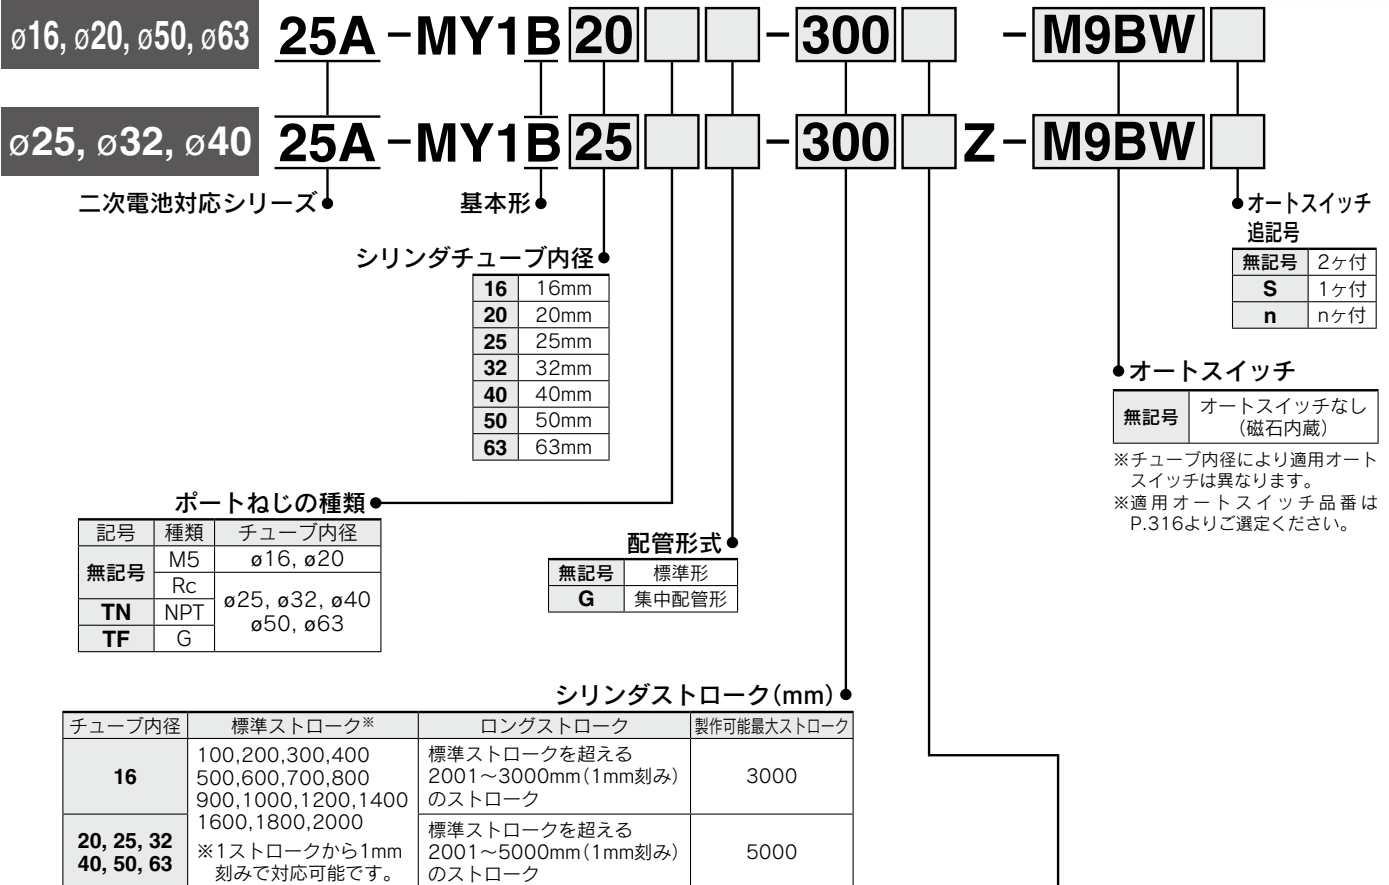 ø16, ø20, ø50, ø63 25A-MY1B20-300-M9BW
ø25, ø32, ø40 25A-MY1B25-300Z-M9BW
二次電池対応シリーズ
基本形
シリンダチューブ内径
16 16mm
20 20mm
25 25mm
32 32mm
40 40mm
50 50mm
63 63mm
オートスイッチ
追記号
無記号 2ヶ付
S 1ヶ付
n nヶ付
オートスイッチ
無記号 オートスイッチなし
(磁石内蔵)
※チューブ内径により適用オート
スイッチは異なります。
※適用オートスイッチ品番は
P.316よりご選定ください。
ポートねじの種類
記号 種類 チューブ内径
無記号 M5 ø16, ø20
Rc ø25, ø32, ø40
TN NPT ø50, ø63
TF G
配管形式
無記号 標準形
G 集中配管形
シリンダストローク(mm)
チューブ内径 標準ストローク※ ロングストローク 製作可能最大ストローク
16
100,200,300,400
500,600,700,800
900,1000,1200,1400
1600,1800,2000
※1ストロークから1mm
刻みで対応可能です。
標準ストロークを超える
2001～3000mm(1mm刻み)
のストローク
3000
20, 25, 32
40, 50, 63
標準ストロークを超える
2001～5000mm(1mm刻み)
のストローク
5000